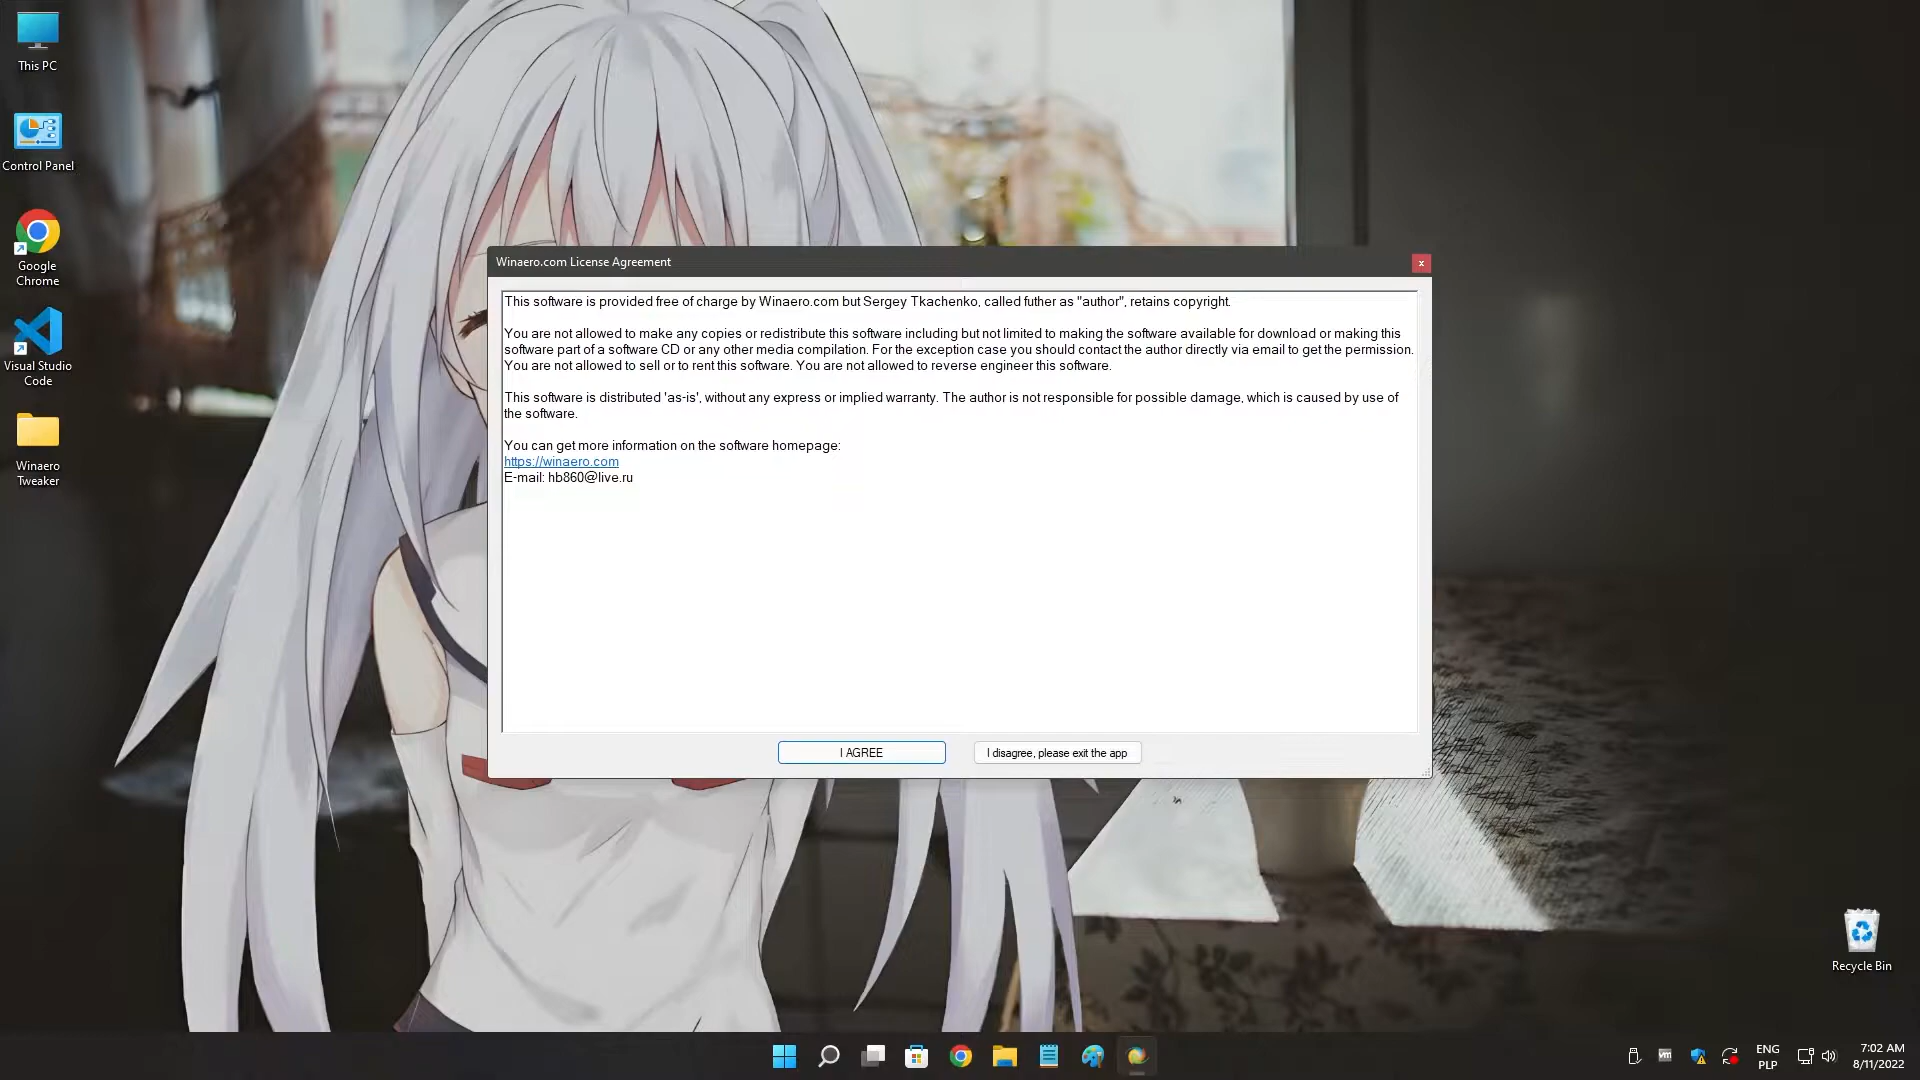 This PC
Control Panel
Google
Chrome
Visual Studio
Code
Winaero
Tweaker
Winaero.com License Agreement
x
This software is provided free of charge by Winaero.com but Sergey Tkachenko, called futher as "author", retains copyright.
You are not allowed to make any copies or redistribute this software including but not limited to making the software available for download or making this
software part of a software CD or any other media compilation. For the exception case you should contact the author directly via email to get the permission.
You are not allowed to sell or to rent this software. You are not allowed to reverse engineer this software.
This software is distributed 'as-is', without any express or implied warranty. The author is not responsible for possible damage, which is caused by use of
the software.
You can get more information on the software homepage:
https://winaero.com
E-mail: hb860@live.ru
I AGREE
I disagree, please exit the app
Recycle Bin
vm
ENG
PLP
7:02 AM
8/11/2022